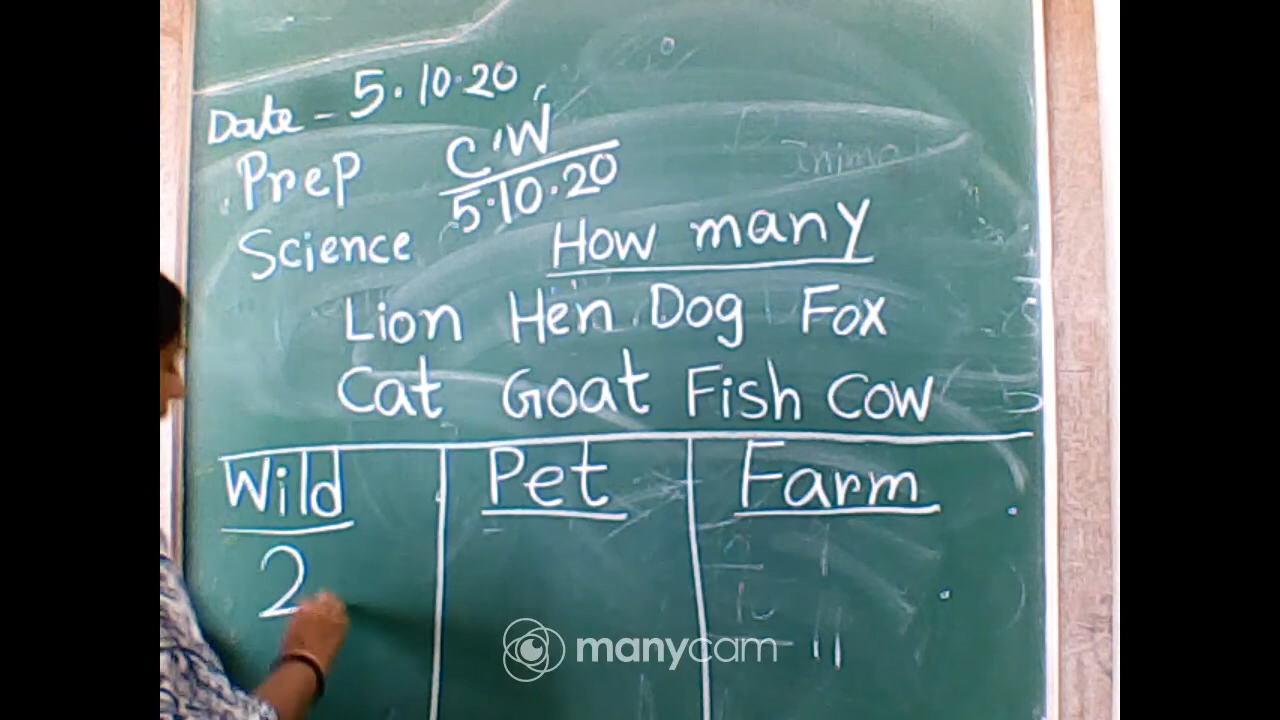 Date - 5.10.20
Prep C'W
5.10.20
Science How many
Lion Hen Dog Fox
Cat Goat Fish Cow
Wild Pet Farm
2
manycam